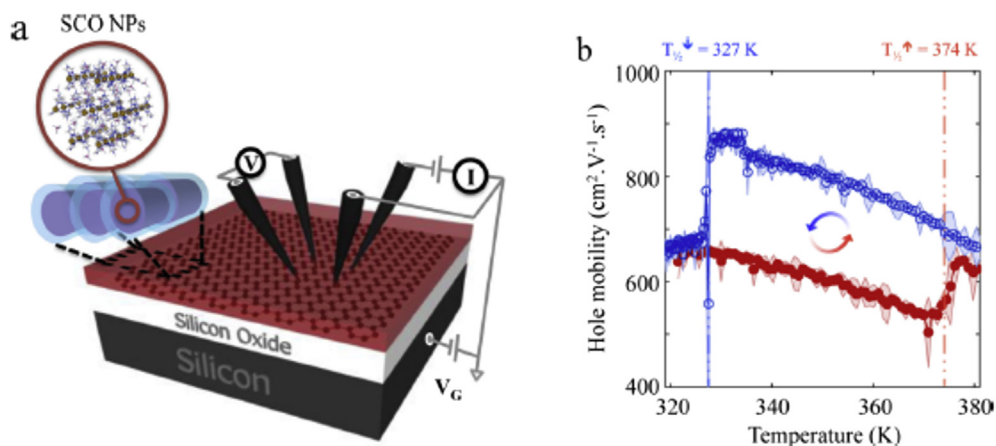 a
SCO NPs
V
I
Silicon Oxide
Silicon
V_G
b
T½↓ = 327 K
T½↑ = 374 K
Hole mobility (cm².V⁻¹.s⁻¹)
1000
800
600
400
320
340
360
380
Temperature (K)